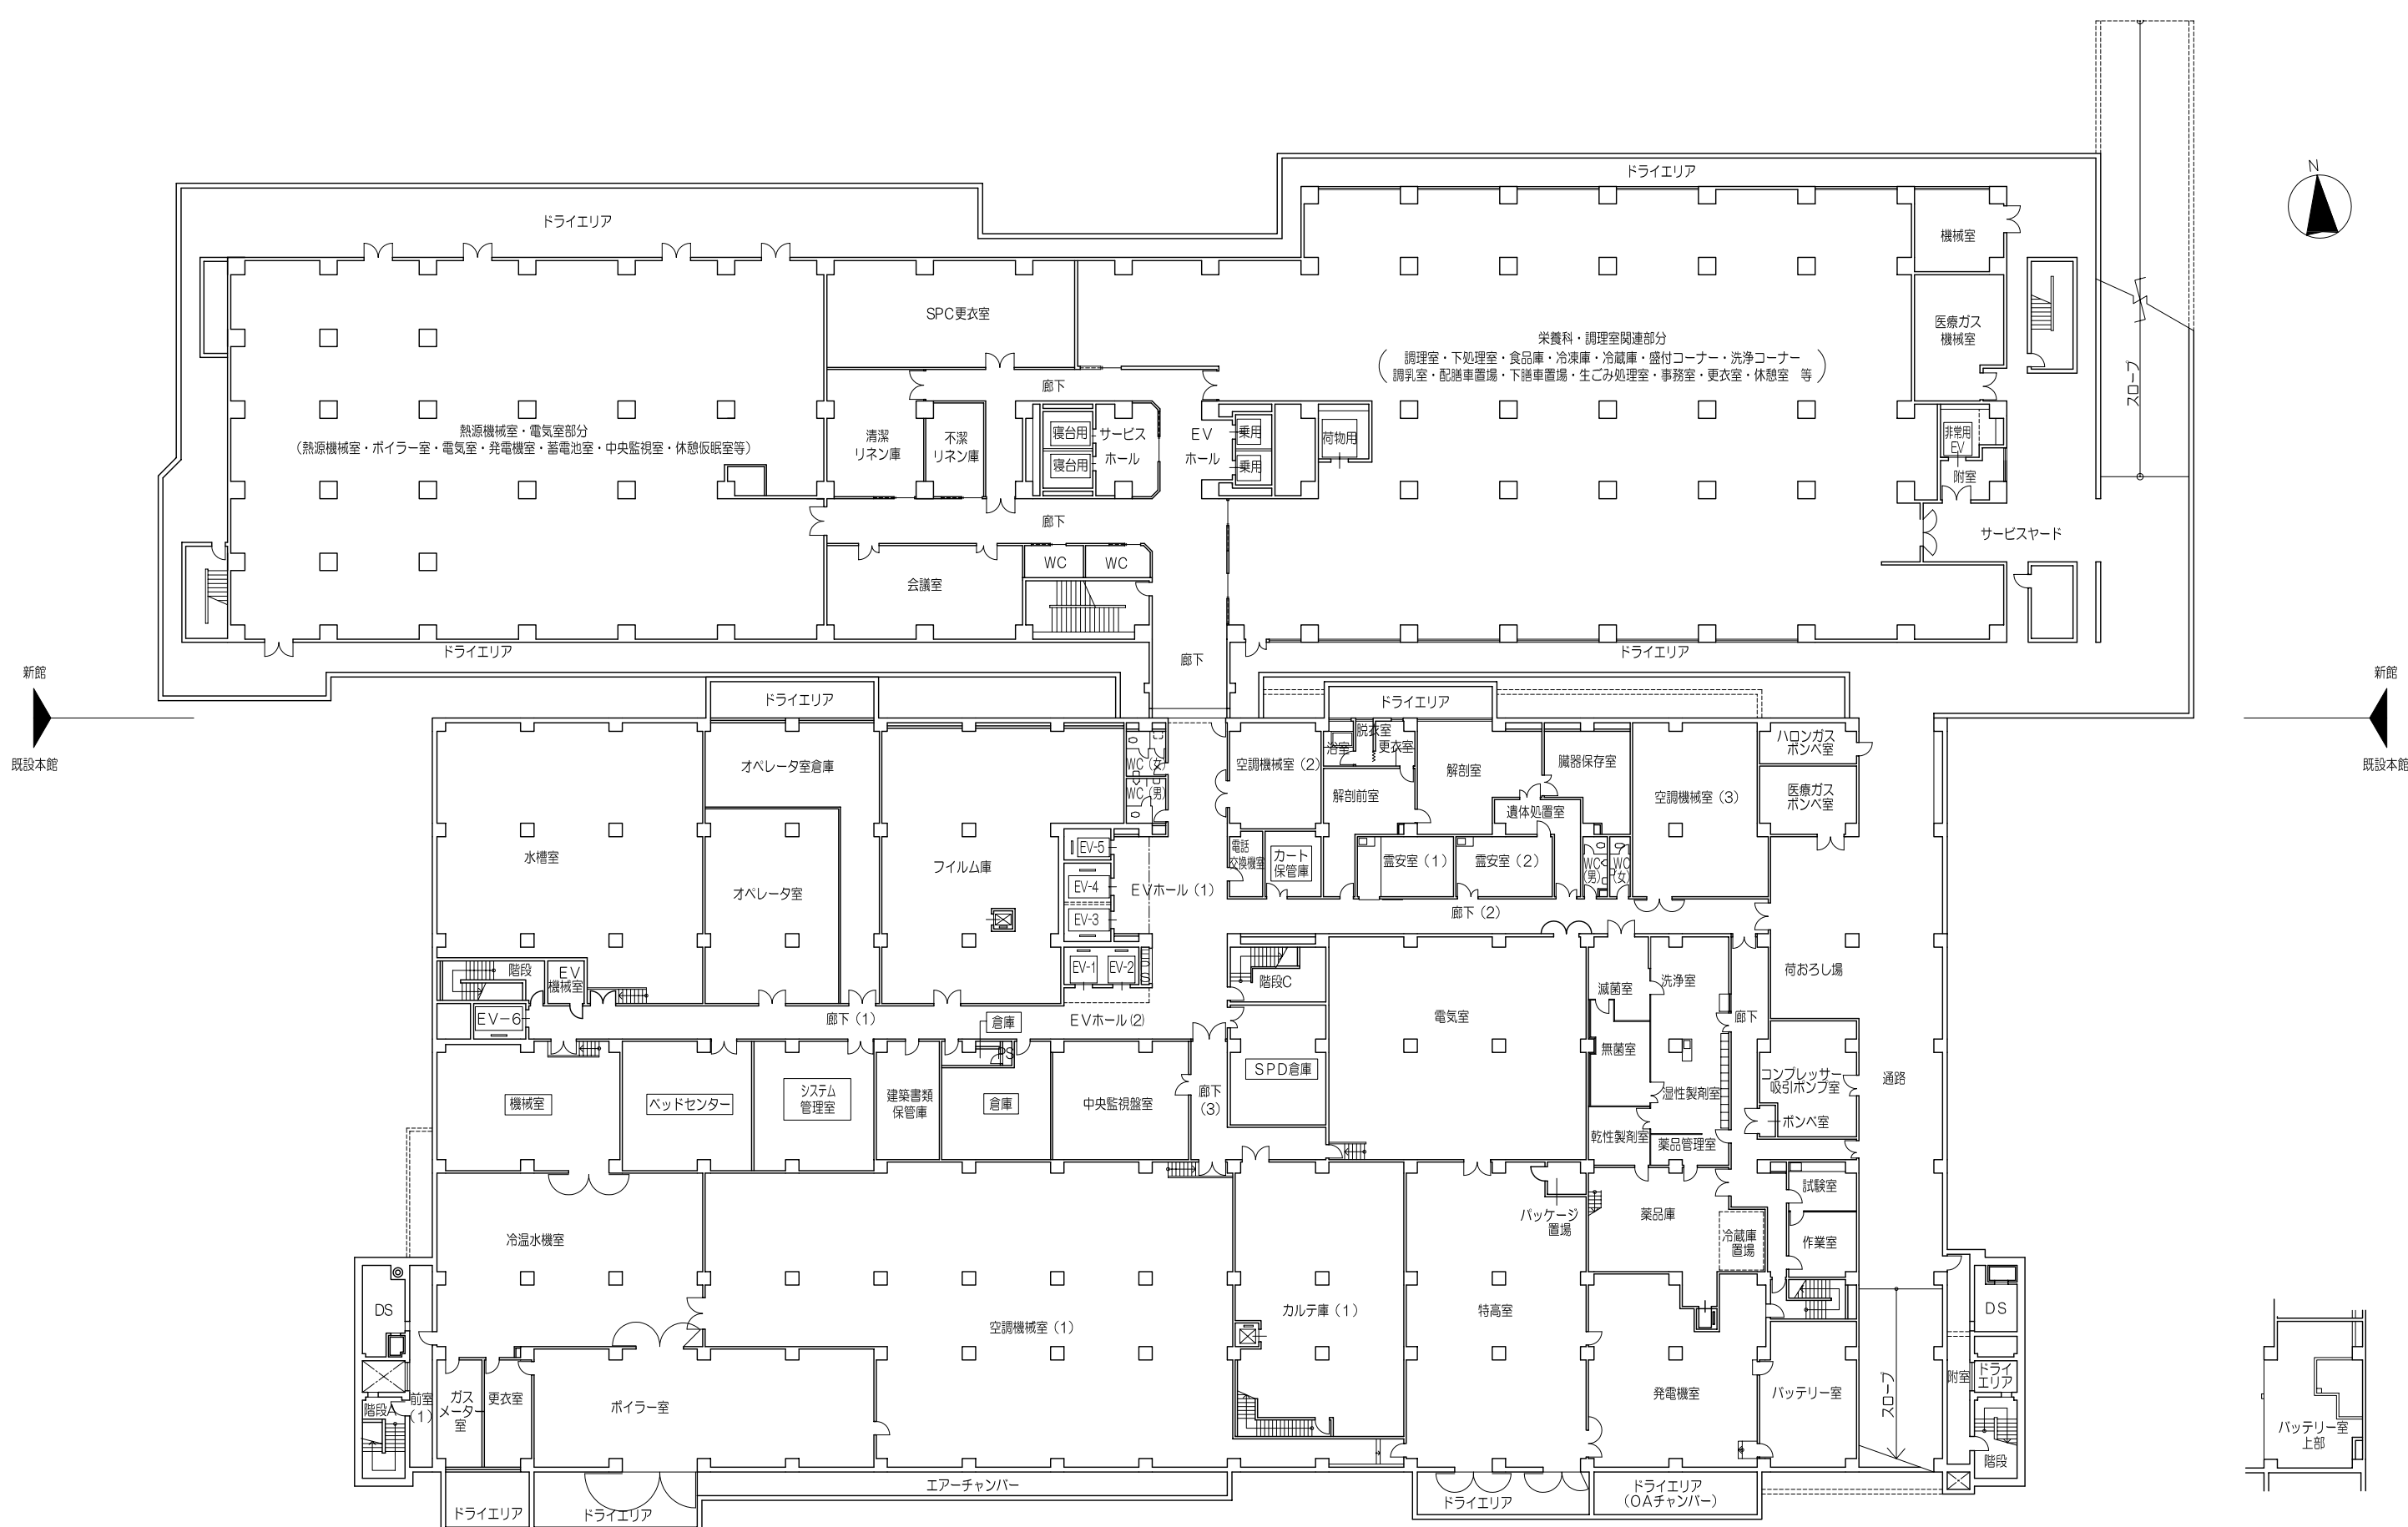 N
ドライエリア
ドライエリア
機械室
SPC更衣室
医療ガス
機械室
栄養科・調理室関連部分
調理室・下処理室・食品庫・冷凍庫・冷蔵庫・盛付コーナー・洗浄コーナー
調乳室・配膳車置場・下膳車置場・生ごみ処理室・事務室・更衣室・休憩室 等
スロープ
廊下
熱源機械室・電気室部分
(熱源機械室・ボイラー室・電気室・発電機室・蓄電池室・中央監視室・休憩仮眠室等)
清潔
リネン庫
不潔
リネン庫
寝台用
寝台用
サービス
ホール
EV
ホール
乗用
乗用
荷物用
非常用
EV
附室
廊下
サービスヤード
WC
WC
会議室
ドライエリア
廊下
ドライエリア
新館
既設本館
新館
既設本館
ドライエリア
ドライエリア
オペレータ室倉庫
WC(女)
WC(男)
空調機械室(2)
浴室
脱衣室
更衣室
解剖室
臓器保存室
ハロンガス
ボンベ室
解剖前室
遺体処置室
空調機械室(3)
医療ガス
ボンベ室
水槽室
オペレータ室
フイルム庫
EV-5
EV-4
EV-3
EVホール(1)
電話
交換機室
カート
保管庫
霊安室(1)
霊安室(2)
WC
(男)
WC
(女)
廊下(2)
階段
EV
機械室
EV-1
EV-2
階段C
滅菌室
洗浄室
荷おろし場
EV-6
廊下(1)
倉庫
EVホール(2)
電気室
廊下
PS
SPD倉庫
無菌室
コンプレッサー
吸引ポンプ室
通路
機械室
ベッドセンター
システム
管理室
建築書類
保管庫
倉庫
中央監視盤室
廊下
(3)
湿性製剤室
ボンベ室
乾性製剤室
薬品管理室
試験室
冷温水機室
パッケージ
置場
薬品庫
冷蔵庫
置場
作業室
DS
空調機械室(1)
カルテ庫(1)
特高室
DS
階段A
前室
(1)
ガス
メーター
室
更衣室
ボイラー室
発電機室
バッテリー室
スロープ
附室
ドライ
エリア
階段
バッテリー室
上部
エアーチャンバー
ドライエリア
ドライエリア
ドライエリア
ドライエリア
(OAチャンバー)